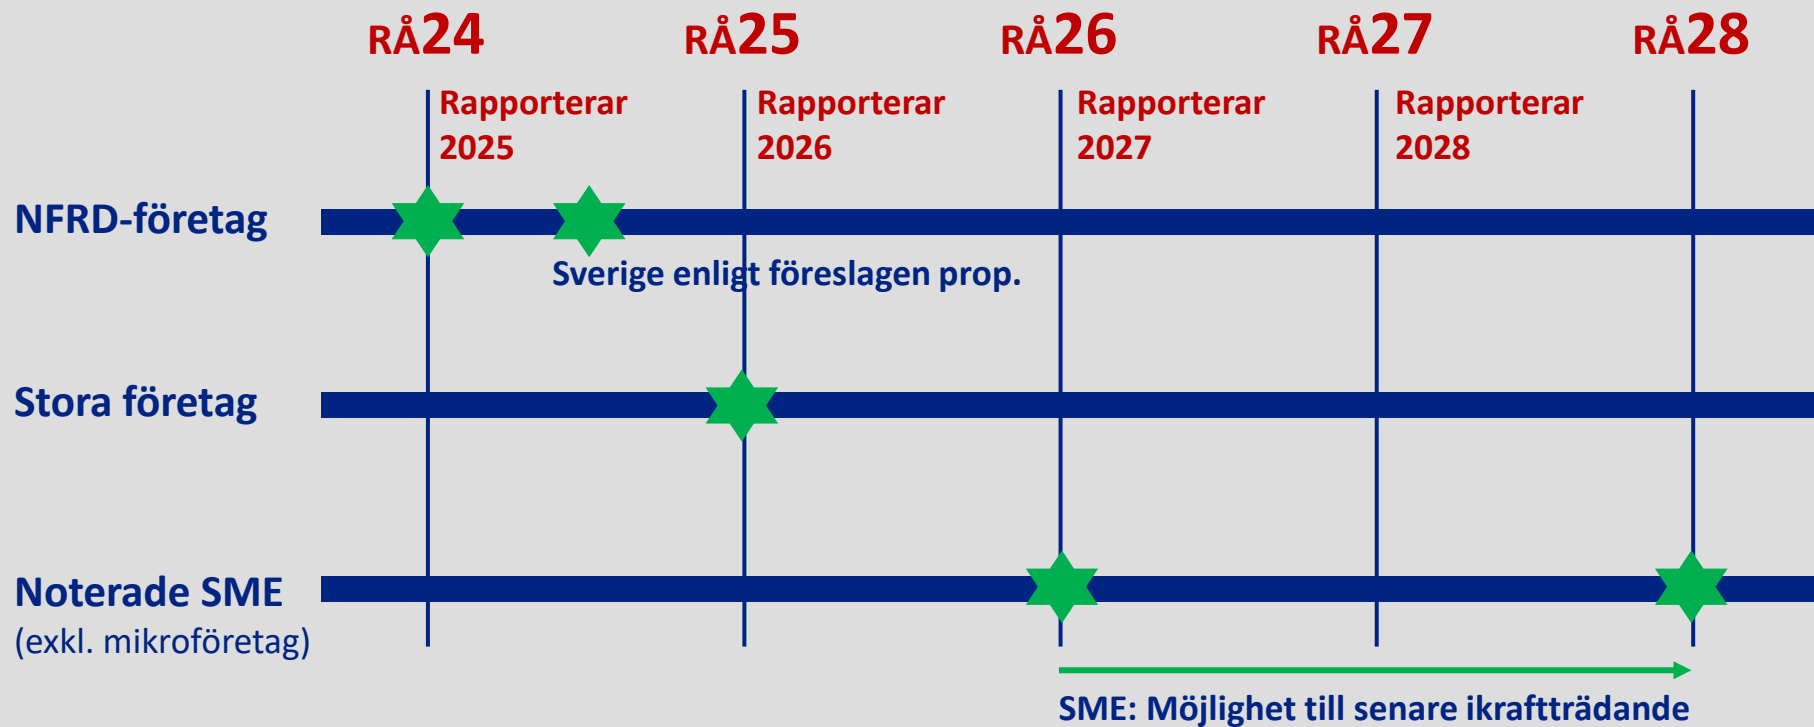 RÅ24 RÅ25 RÅ26 RÅ27 RÅ28
Rapporterar Rapporterar Rapporterar Rapporterar
2025 2026 2027 2028
NFRD-företag
Sverige enligt föreslagen prop.
Stora företag
Noterade SME
(exkl. mikroföretag)
SME: Möjlighet till senare ikraftträdande